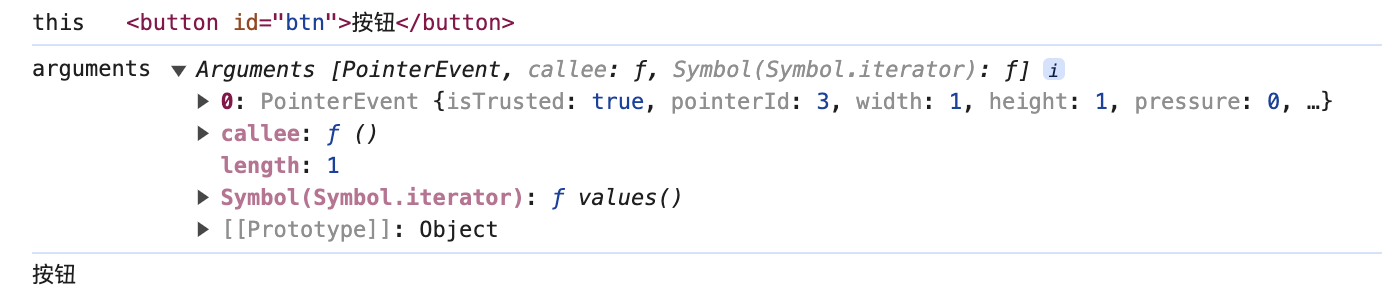 this <button id="btn">按钮</button>
arguments ▼ Arguments [PointerEvent, callee: ƒ, Symbol(Symbol.iterator): ƒ] i
▶ 0: PointerEvent {isTrusted: true, pointerId: 3, width: 1, height: 1, pressure: 0, …}
▶ callee: ƒ ()
length: 1
▶ Symbol(Symbol.iterator): ƒ values()
▶ [[Prototype]]: Object
按钮